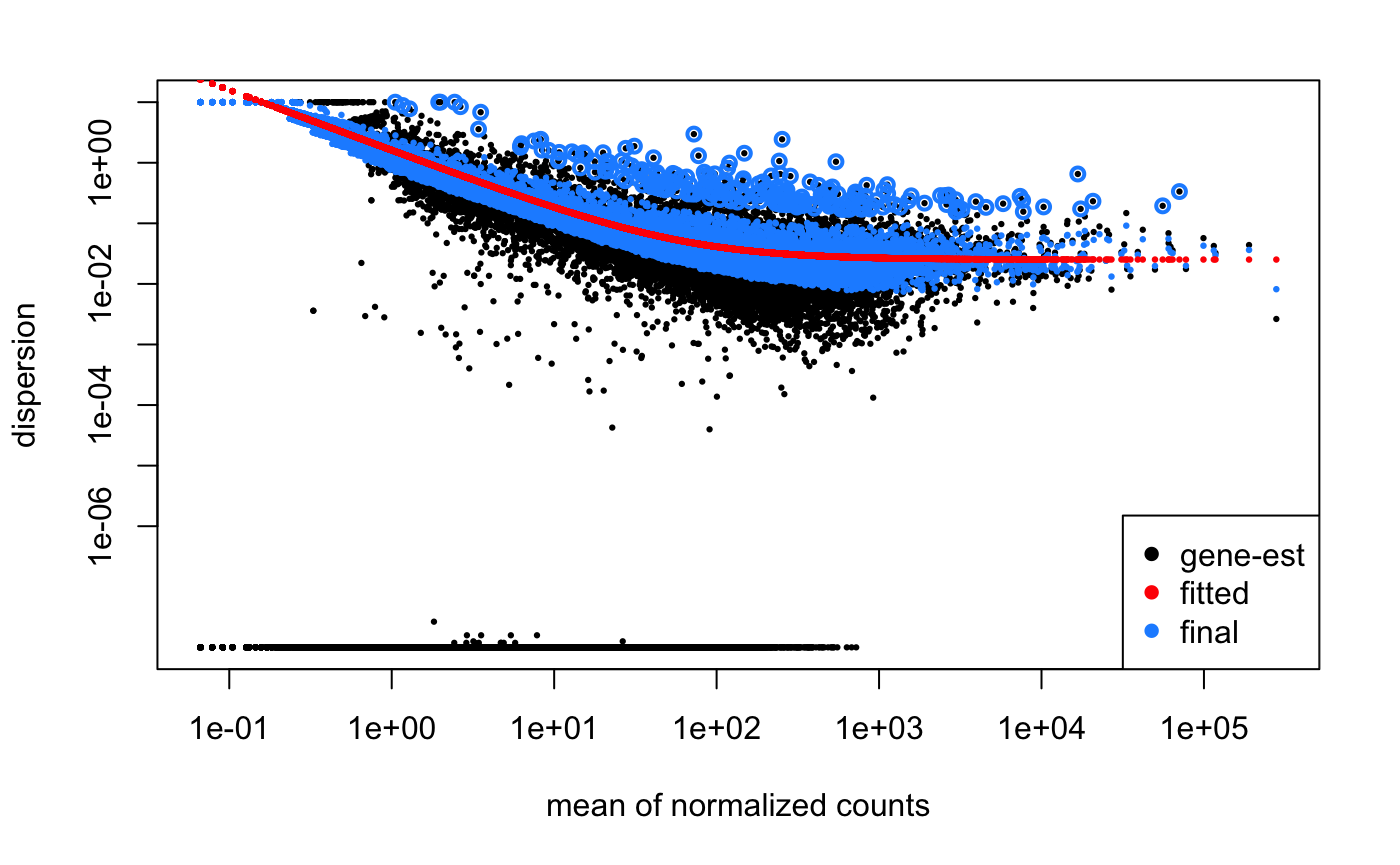 dispersion
1e+00
1e-02
1e-04
1e-06
gene-est
fitted
final
1e-01 1e+00 1e+01 1e+02 1e+03 1e+04 1e+05
mean of normalized counts